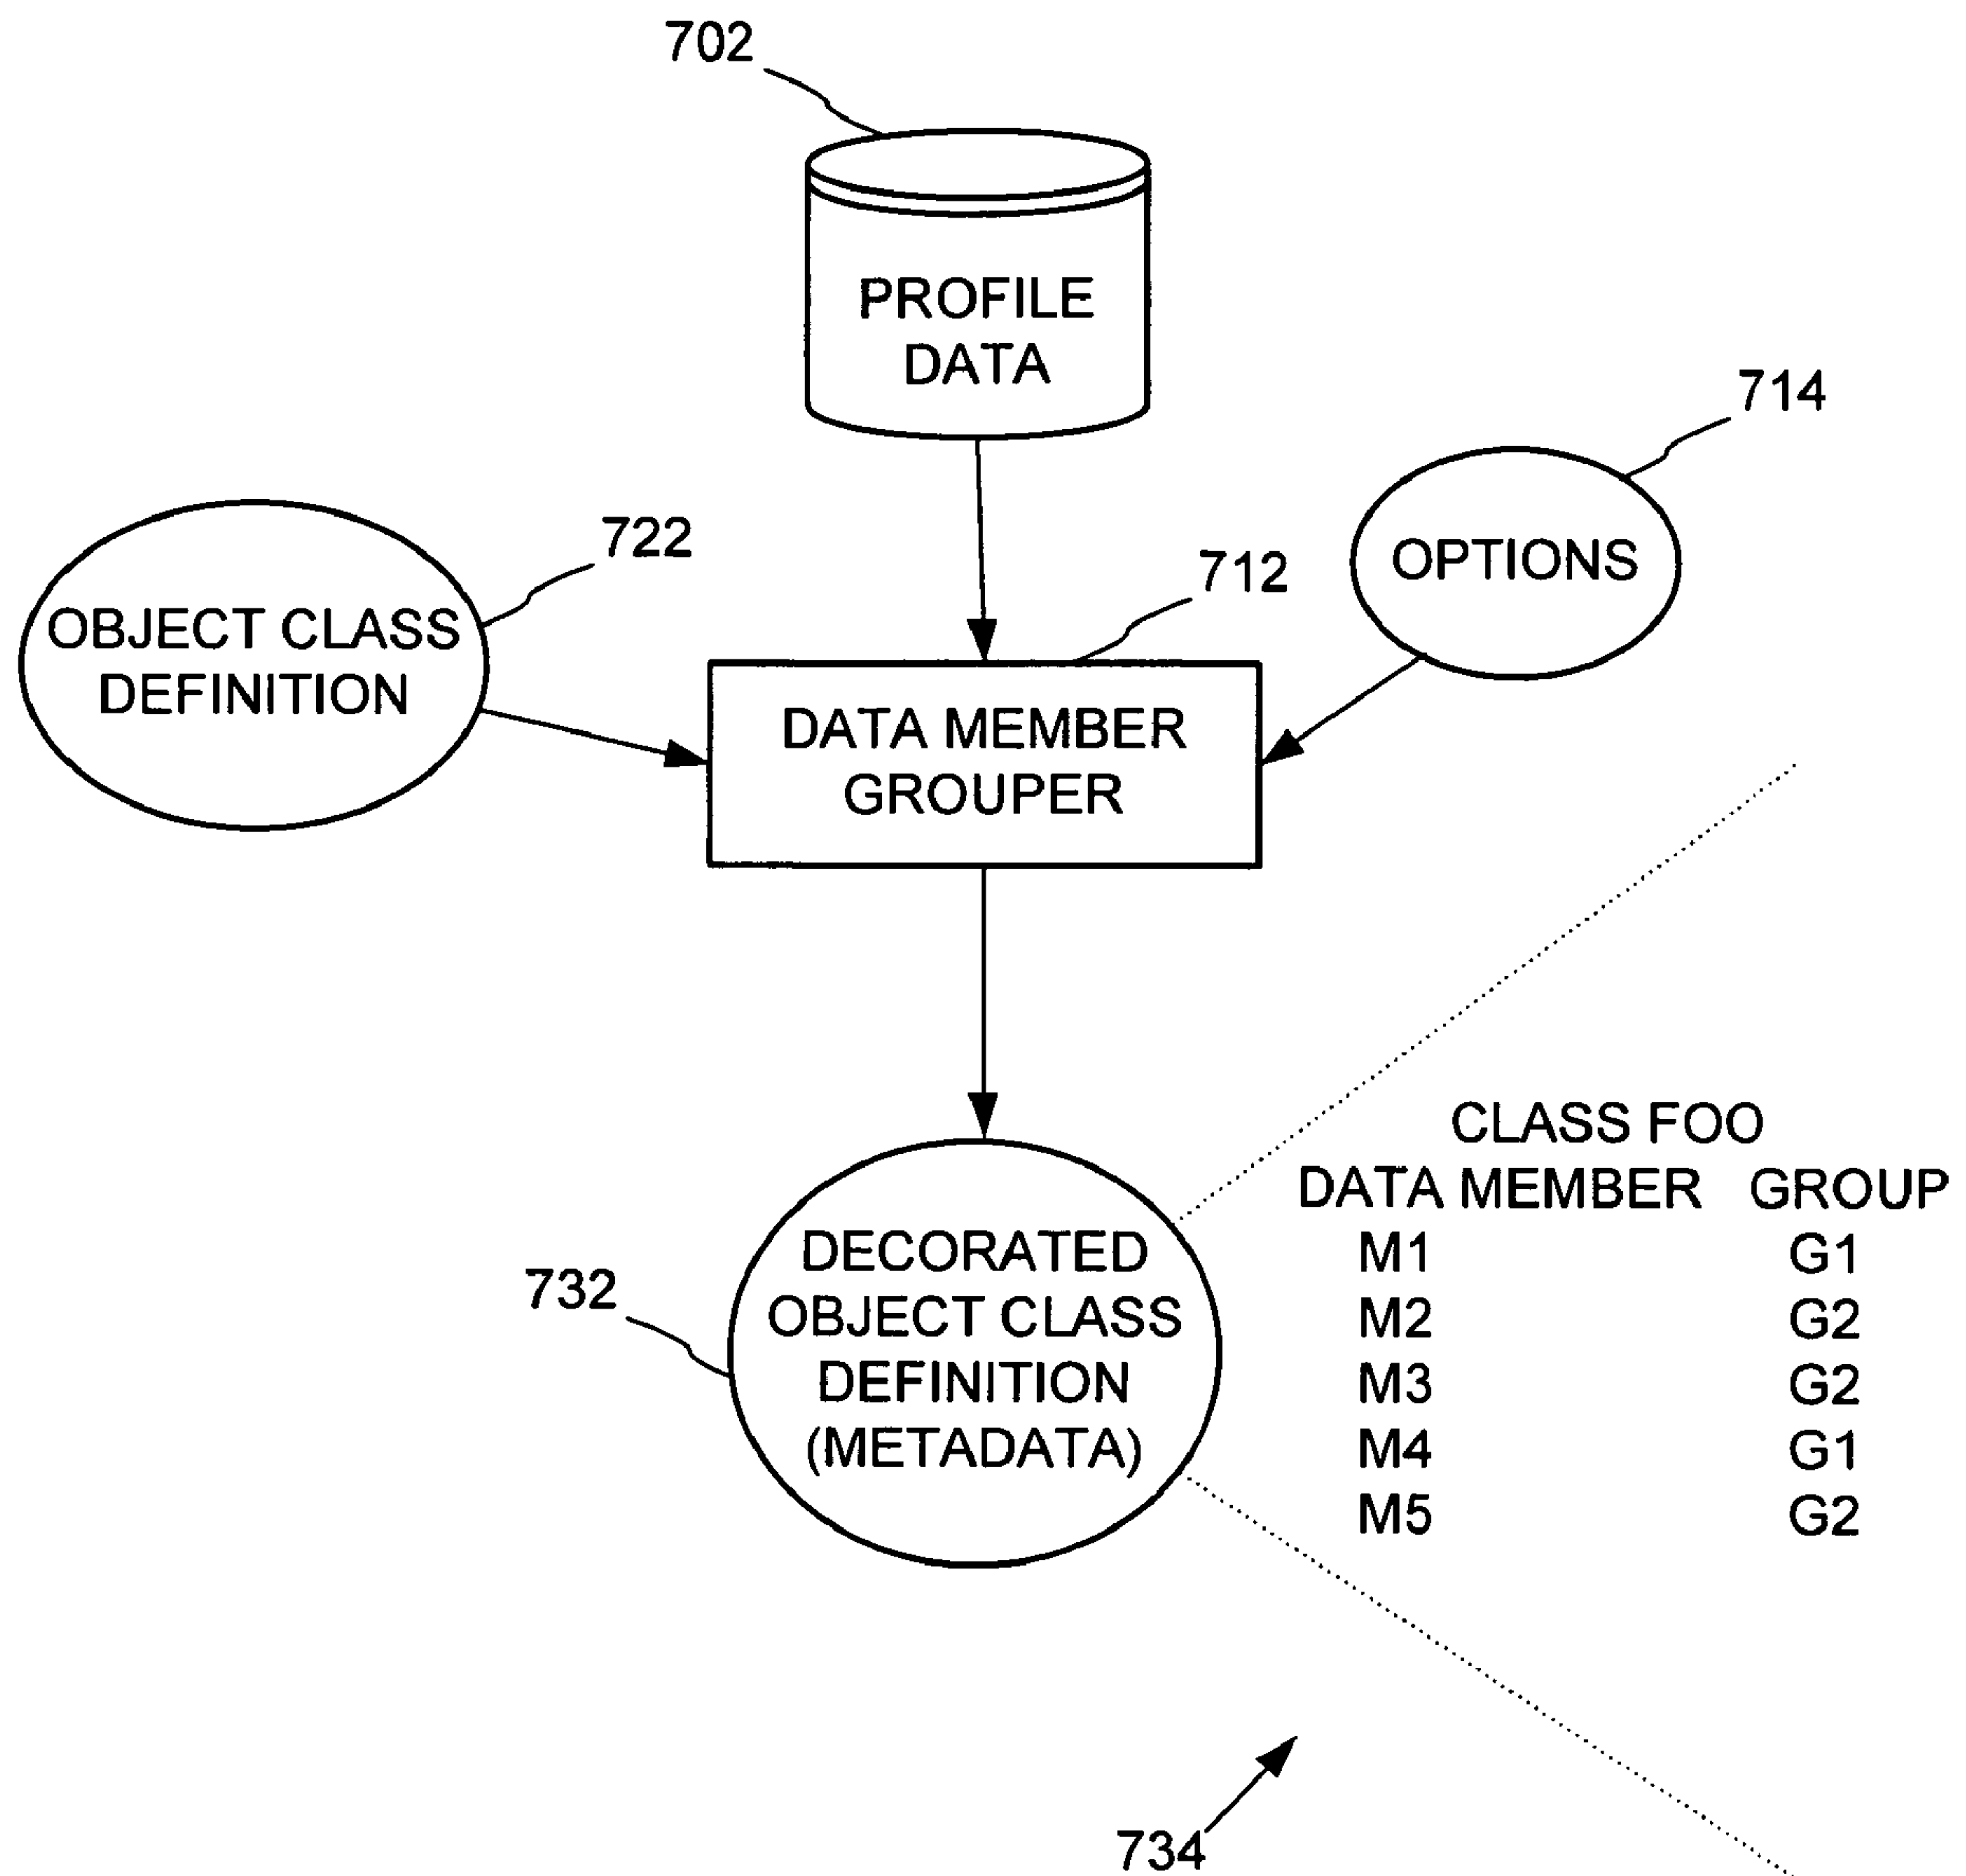 702
PROFILE
DATA
714
722
712
OPTIONS
OBJECT CLASS
DEFINITION
DATA MEMBER
GROUPER
CLASS FOO
DATA MEMBER GROUP
M1 G1
M2 G2
M3 G2
M4 G1
M5 G2
732
DECORATED
OBJECT CLASS
DEFINITION
(METADATA)
734